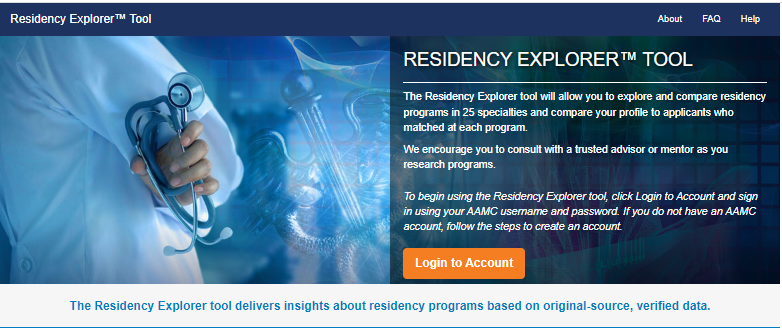 Residency Explorer™ Tool
About FAQ Help
RESIDENCY EXPLORER™ TOOL
The Residency Explorer tool will allow you to explore and compare residency
programs in 25 specialties and compare your profile to applicants who
matched at each program.
We encourage you to consult with a trusted advisor or mentor as you
research programs.
To begin using the Residency Explorer tool, click Login to Account and sign
in using your AAMC username and password. If you do not have an AAMC
account, follow the steps to create an account.
Login to Account
The Residency Explorer tool delivers insights about residency programs based on original-source, verified data.